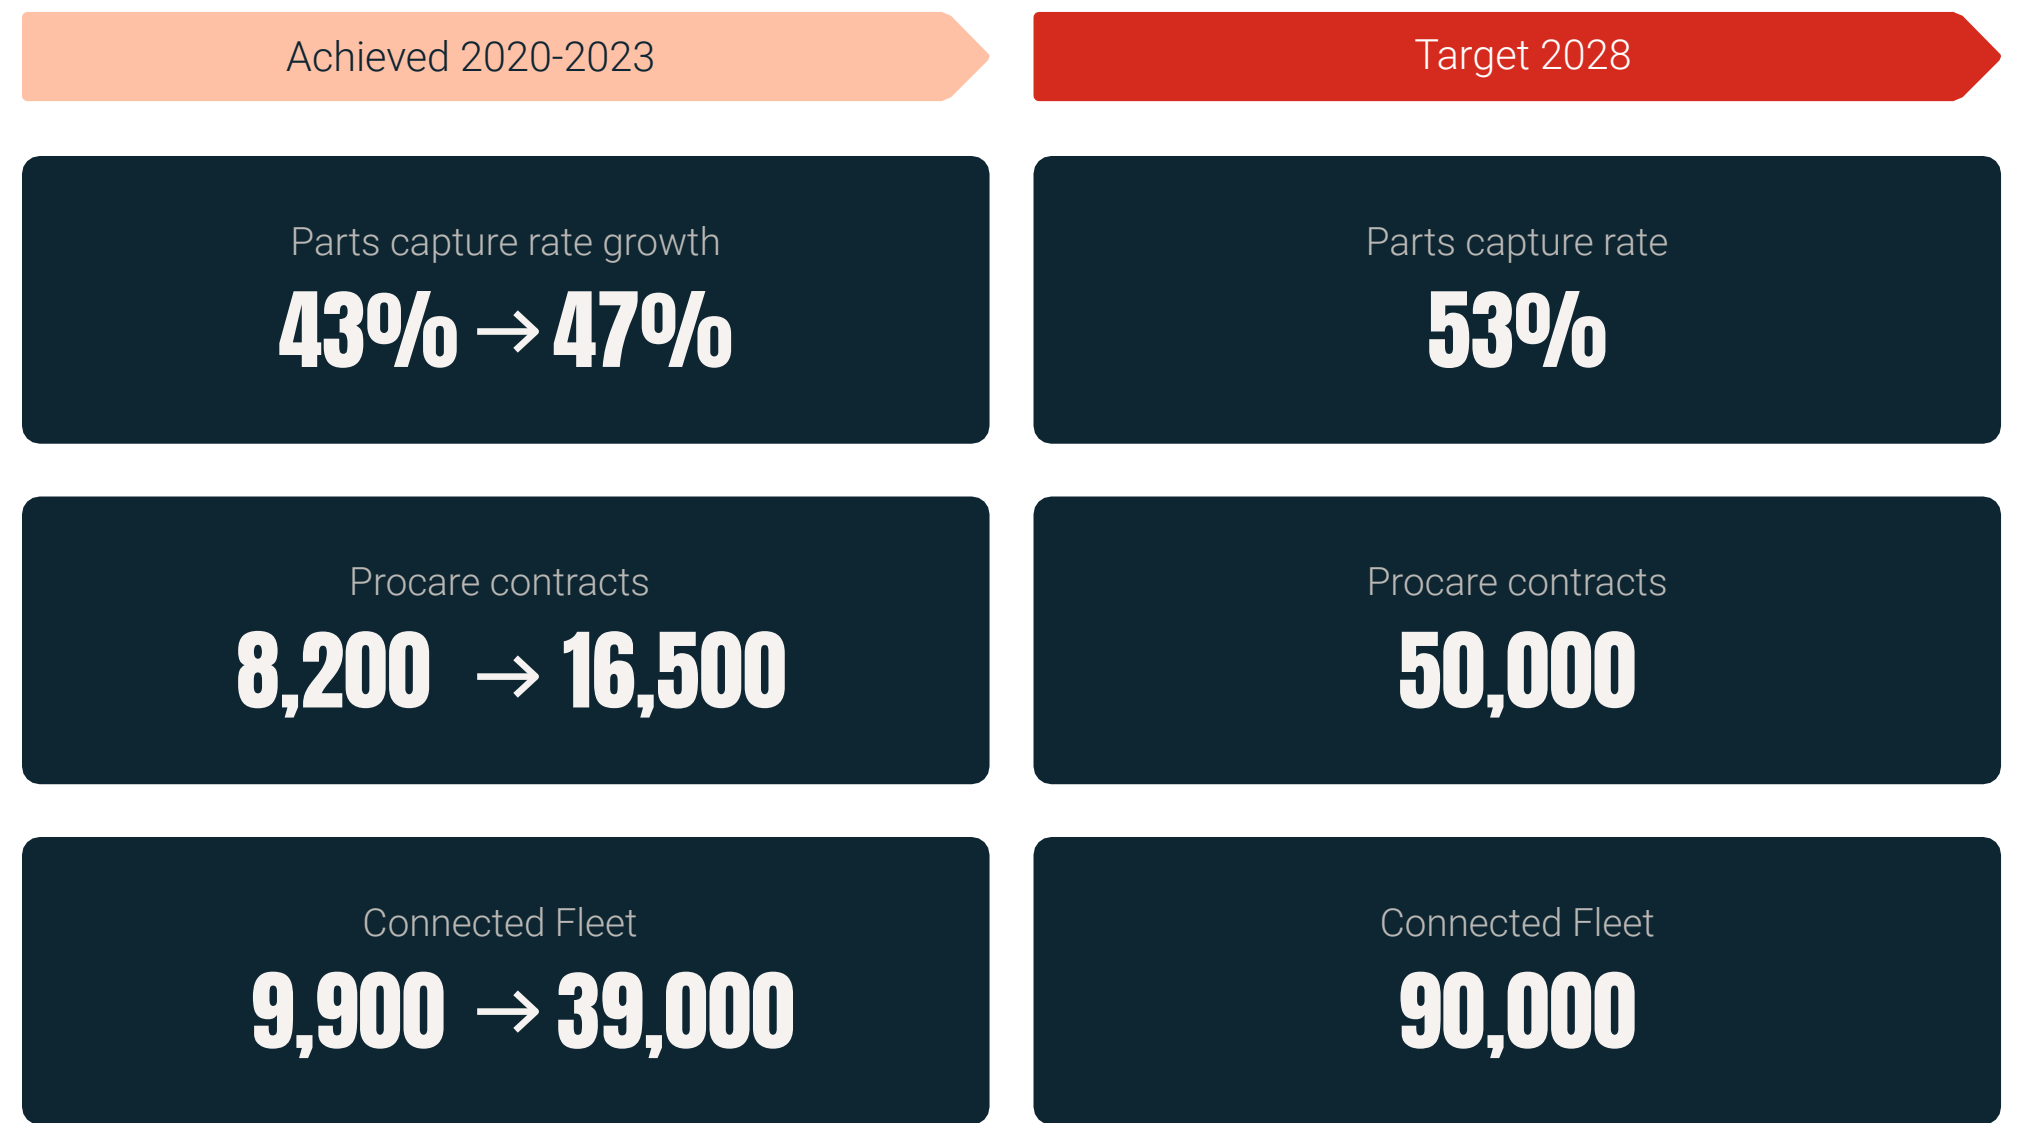 Achieved 2020-2023
Target 2028
Parts capture rate growth
43% → 47%
Parts capture rate
53%
Procare contracts
8,200 → 16,500
Procare contracts
50,000
Connected Fleet
9,900 → 39,000
Connected Fleet
90,000